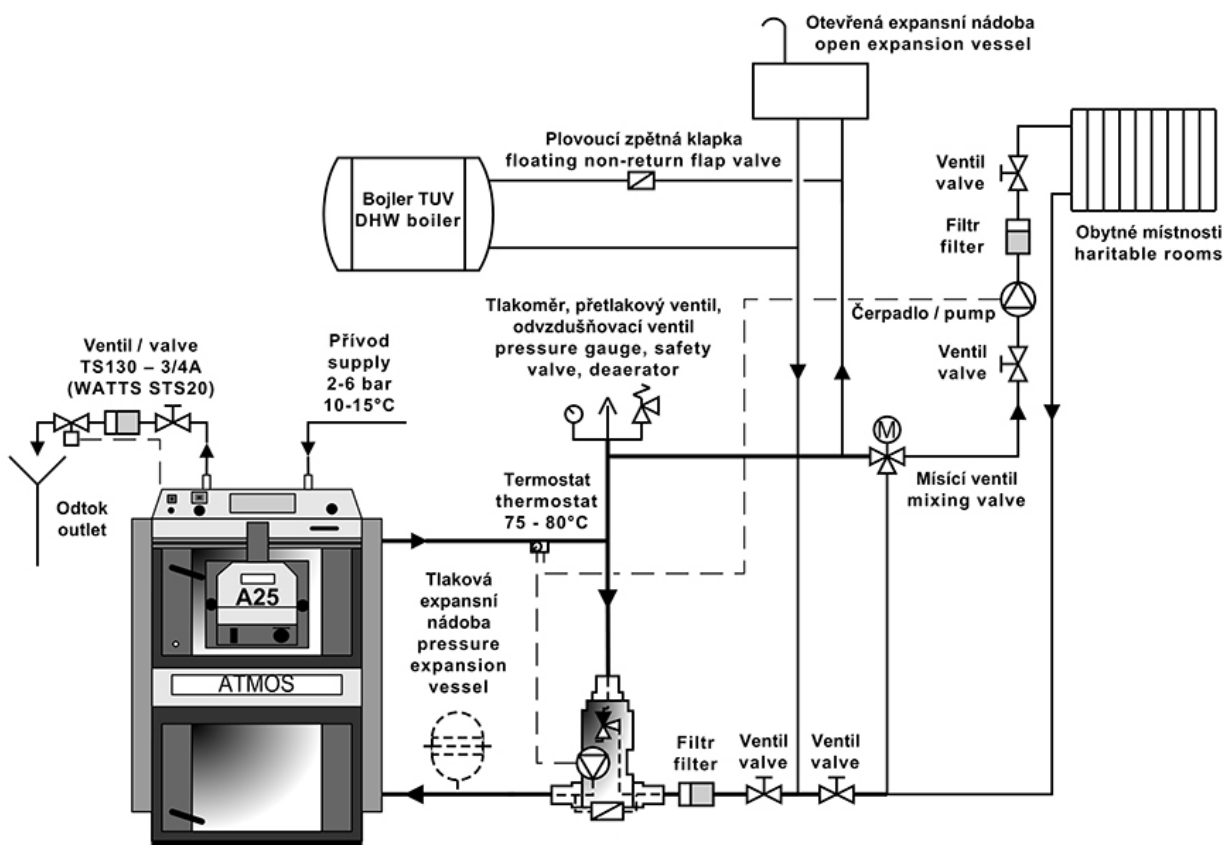 Otevřená expansní nádoba
open expansion vessel
Plovoucí zpětná klapka
floating non-return flap valve
Bojler TUV
DHW boiler
Ventil
valve
Filtr
filter
Obytné místnosti
haritable rooms
Čerpadlo / pump
Ventil
valve
Tlakoměr, přetlakový ventil,
odvzdušňovací ventil
pressure gauge, safety
valve, deaerator
Ventil / valve
TS130 – 3/4A
(WATTS STS20)
Přívod
supply
2-6 bar
10-15°C
M
Mísící ventil
mixing valve
Termostat
thermostat
75 - 80°C
Odtok
outlet
Tlaková
expansní
nádoba
pressure
expansion
vessel
A25
ATMOS
Filtr
filter
Ventil
valve
Ventil
valve